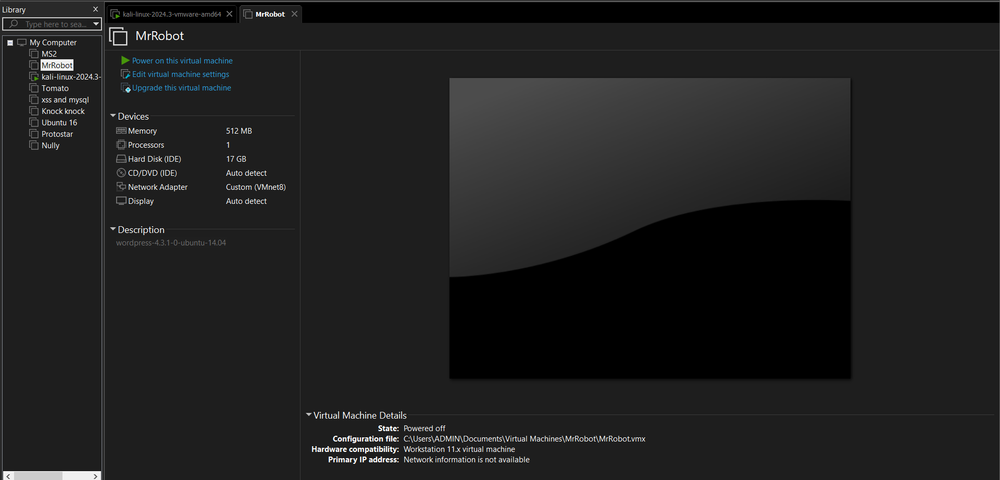 Library
Type here to sea...
My Computer
MS2
MrRobot
kali-linux-2024.3-
Tomato
xss and mysql
Knock knock
Ubuntu 16
Protostar
Nully
kali-linux-2024.3-vmware-amd64
MrRobot
MrRobot
Power on this virtual machine
Edit virtual machine settings
Upgrade this virtual machine
Devices
Memory 512 MB
Processors 1
Hard Disk (IDE) 17 GB
CD/DVD (IDE) Auto detect
Network Adapter Custom (VMnet8)
Display Auto detect
Description
wordpress-4.3.1-0-ubuntu-14.04
Virtual Machine Details
State: Powered off
Configuration file: C:\Users\ADMIN\Documents\Virtual Machines\MrRobot\MrRobot.vmx
Hardware compatibility: Workstation 11.x virtual machine
Primary IP address: Network information is not available